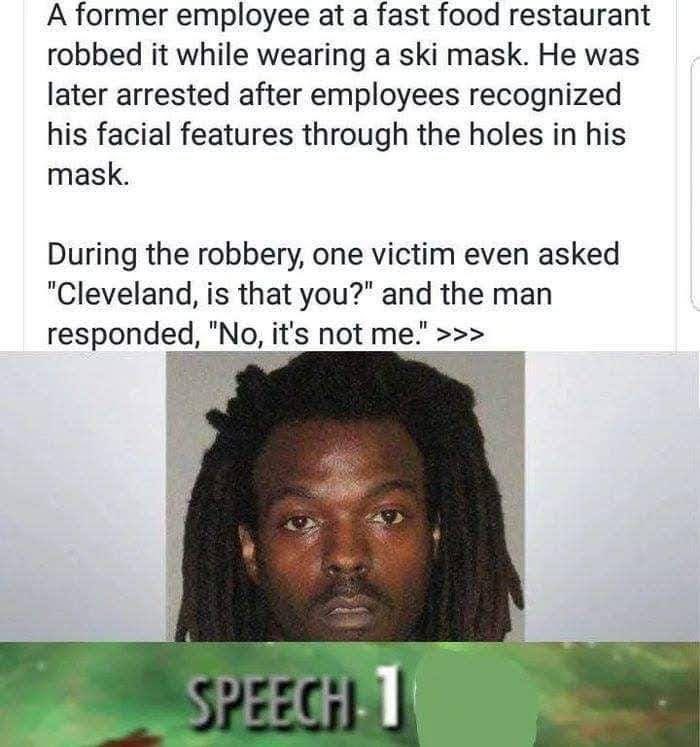 A former employee at a fast food restaurant
robbed it while wearing a ski mask. He was
later arrested after employees recognized
his facial features through the holes in his
mask.
During the robbery, one victim even asked
"Cleveland, is that you?" and the man
responded, "No, it's not me." >>>
SPEECH 1